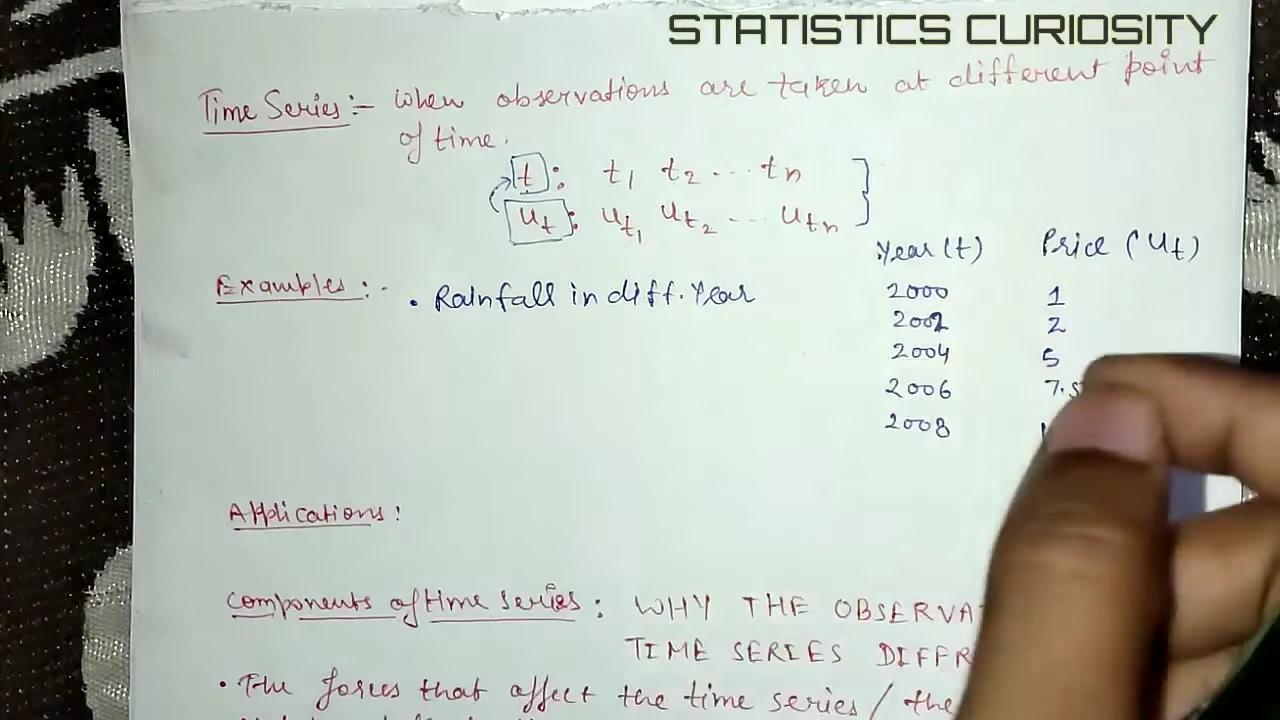 STATISTICS CURIOSITY
Time Series:- When observations are taken at different point
of time.
t : t1 t2 ... tn
ut : ut1 ut2 ... utn
Year (t) Price (ut)
Examples :- • Rainfall in diff. Year
2000 1
2002 2
2004 5
2006 7.5
2008
Applications :
Components of time series : WHY THE
TIME SERIES
• The forces that affect the time series / the